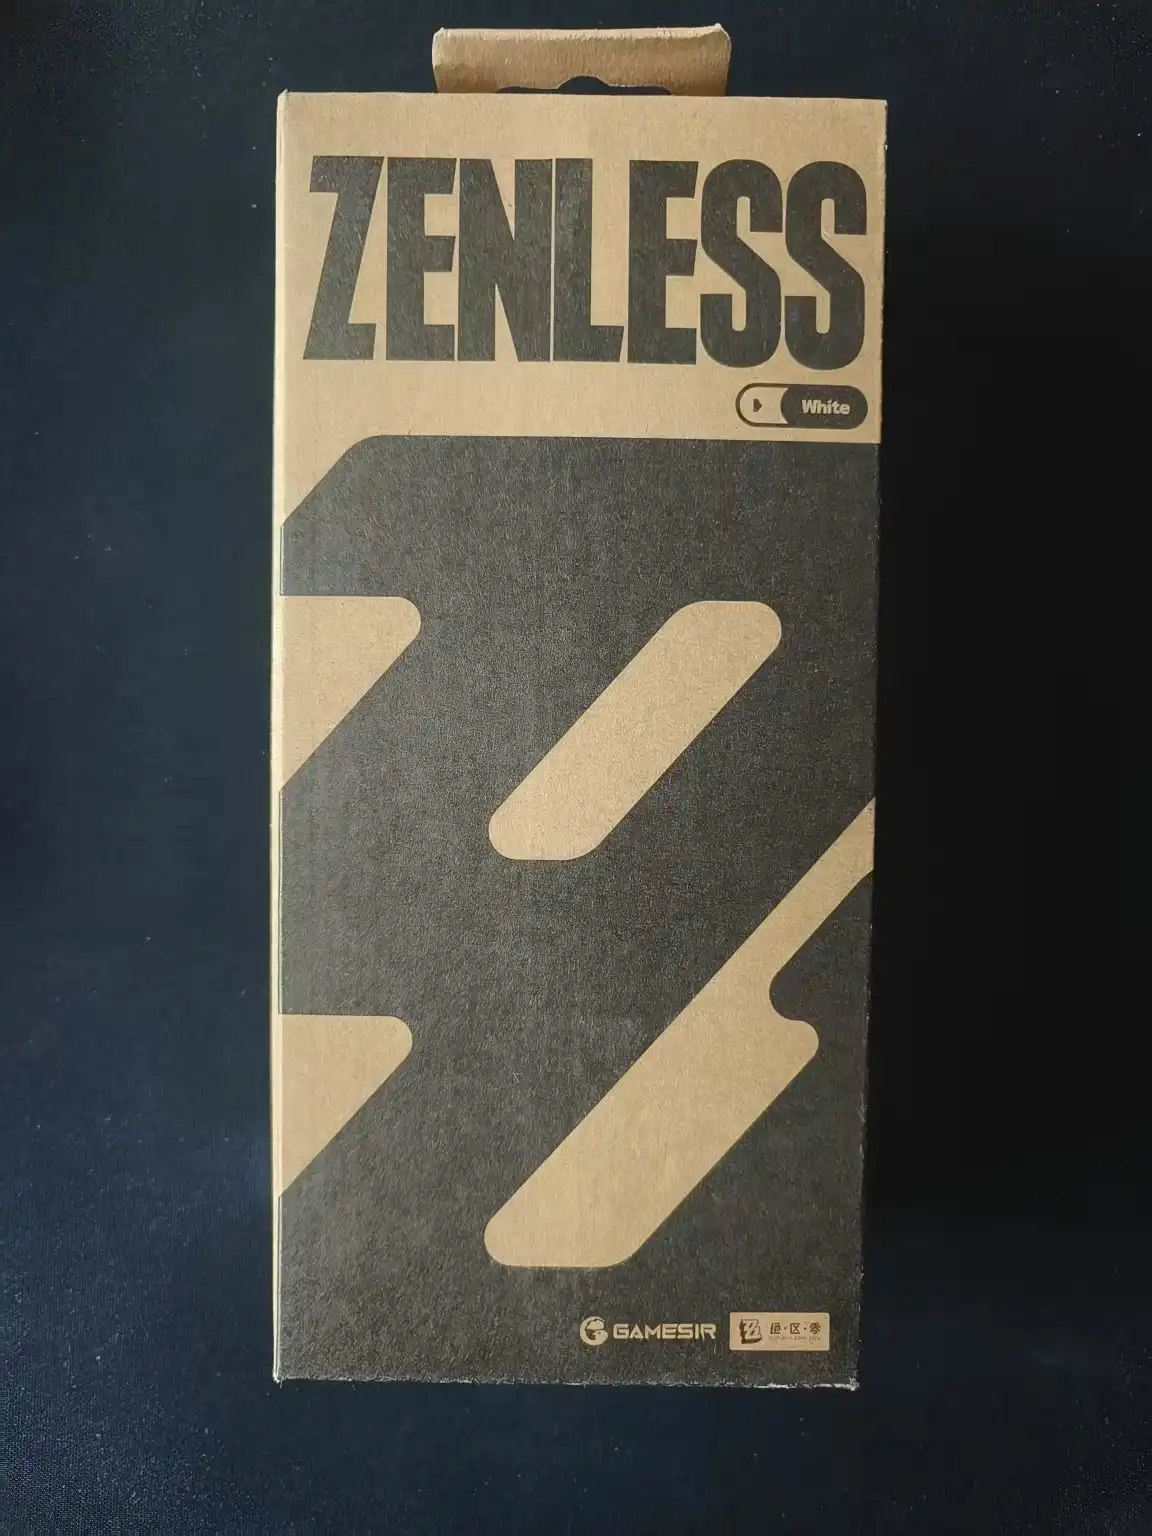 ZENLESS
White
GAMESIR
绝·区·零